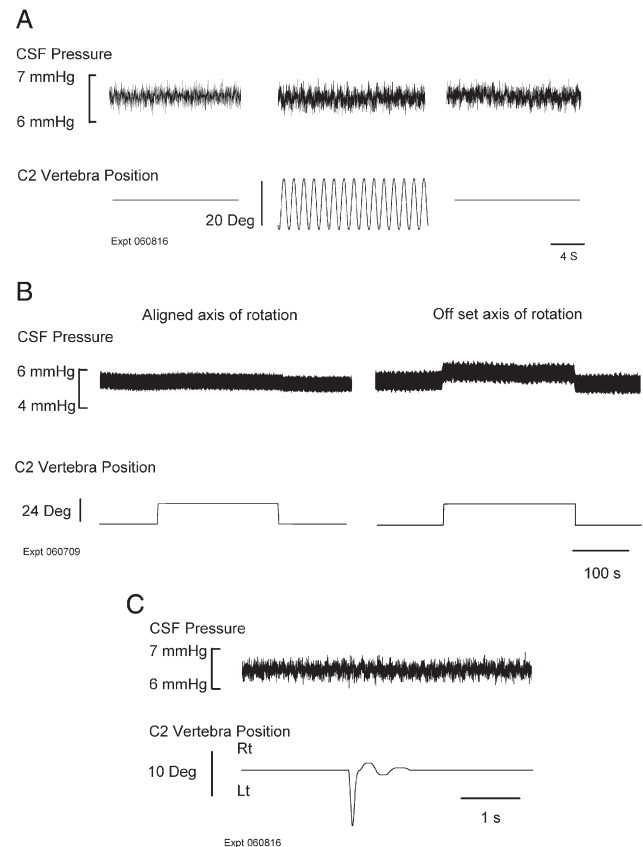 A
CSF Pressure
7 mmHg
6 mmHg
C2 Vertebra Position
20 Deg
Expt 060816
4 S
B
Aligned axis of rotation
Off set axis of rotation
CSF Pressure
6 mmHg
4 mmHg
C2 Vertebra Position
24 Deg
Expt 060709
100 s
C
CSF Pressure
7 mmHg
6 mmHg
C2 Vertebra Position
Rt
10 Deg
Lt
1 s
Expt 060816